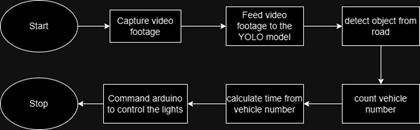 Start
Capture video
footage
Feed video
footage to the
YOLO model
detect object from
road
count vehicle
number
calculate time from
vehicle number
Command arduino
to control the lights
Stop